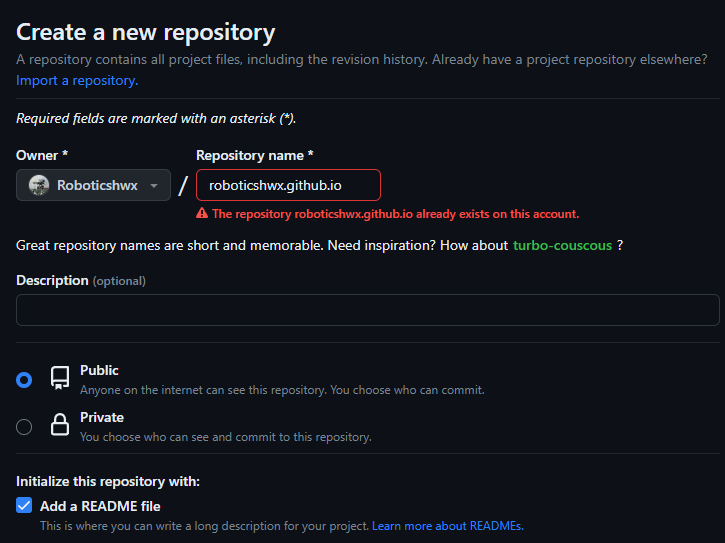 Create a new repository
A repository contains all project files, including the revision history. Already have a project repository elsewhere?
Import a repository.
Required fields are marked with an asterisk (*).
Owner *
Repository name *
Roboticshwx
/
roboticshwx.github.io
The repository roboticshwx.github.io already exists on this account.
Great repository names are short and memorable. Need inspiration? How about turbo-couscous ?
Description (optional)
Public
Anyone on the internet can see this repository. You choose who can commit.
Private
You choose who can see and commit to this repository.
Initialize this repository with:
Add a README file
This is where you can write a long description for your project. Learn more about READMEs.